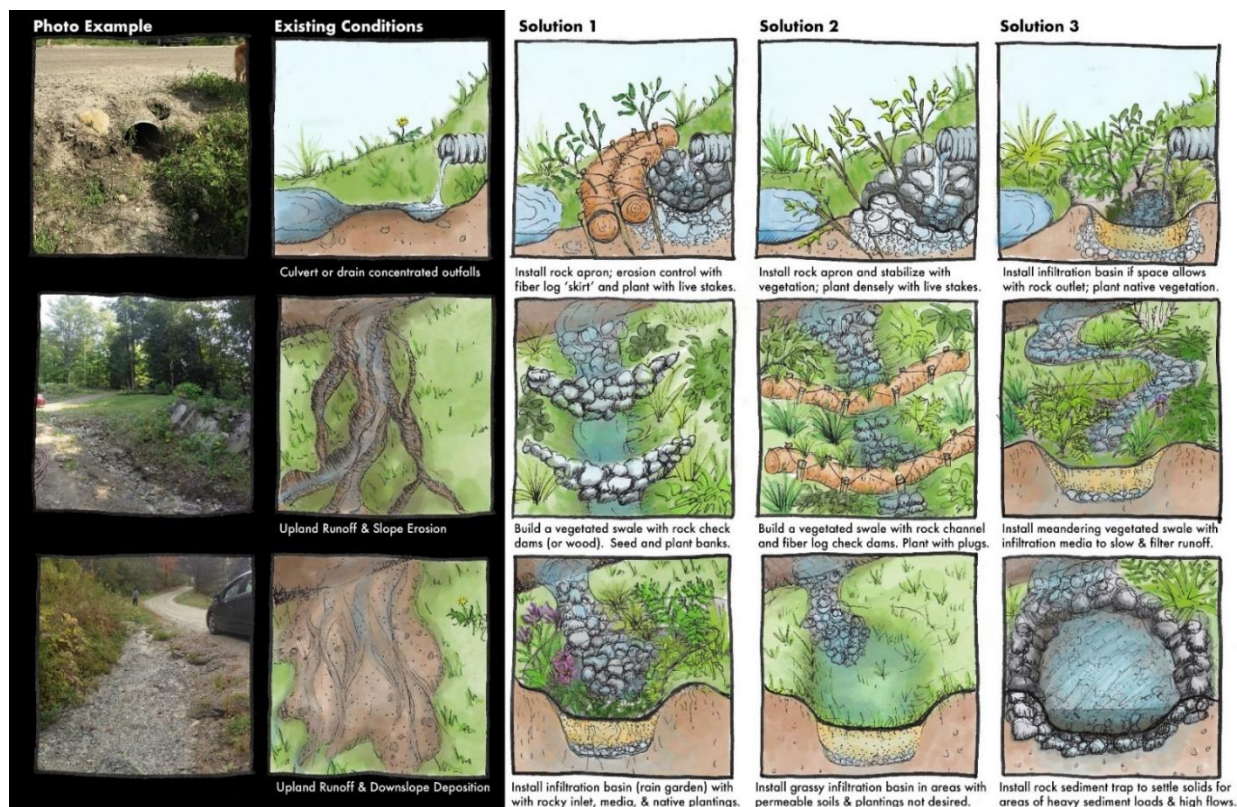 Photo Example
Existing Conditions
Solution 1
Solution 2
Solution 3
Culvert or drain concentrated outfalls
Install rock apron; erosion control with
fiber log 'skirt' and plant with live stakes.
Install rock apron and stabilize with
vegetation; plant densely with live stakes.
Install infiltration basin if space allows
with rock outlet; plant native vegetation.
Upland Runoff & Slope Erosion
Build a vegetated swale with rock check
dams (or wood). Seed and plant banks.
Build a vegetated swale with rock channel
and fiber log check dams. Plant with plugs.
Install meandering vegetated swale with
infiltration media to slow & filter runoff.
Upland Runoff & Downslope Deposition
Install infiltration basin (rain garden) with
with rocky inlet, media, & native plantings.
Install grassy infiltration basin in areas with
permeable soils & plantings not desired.
Install rock sediment trap to settle solids for
areas of heavy sediment loads & high flows.